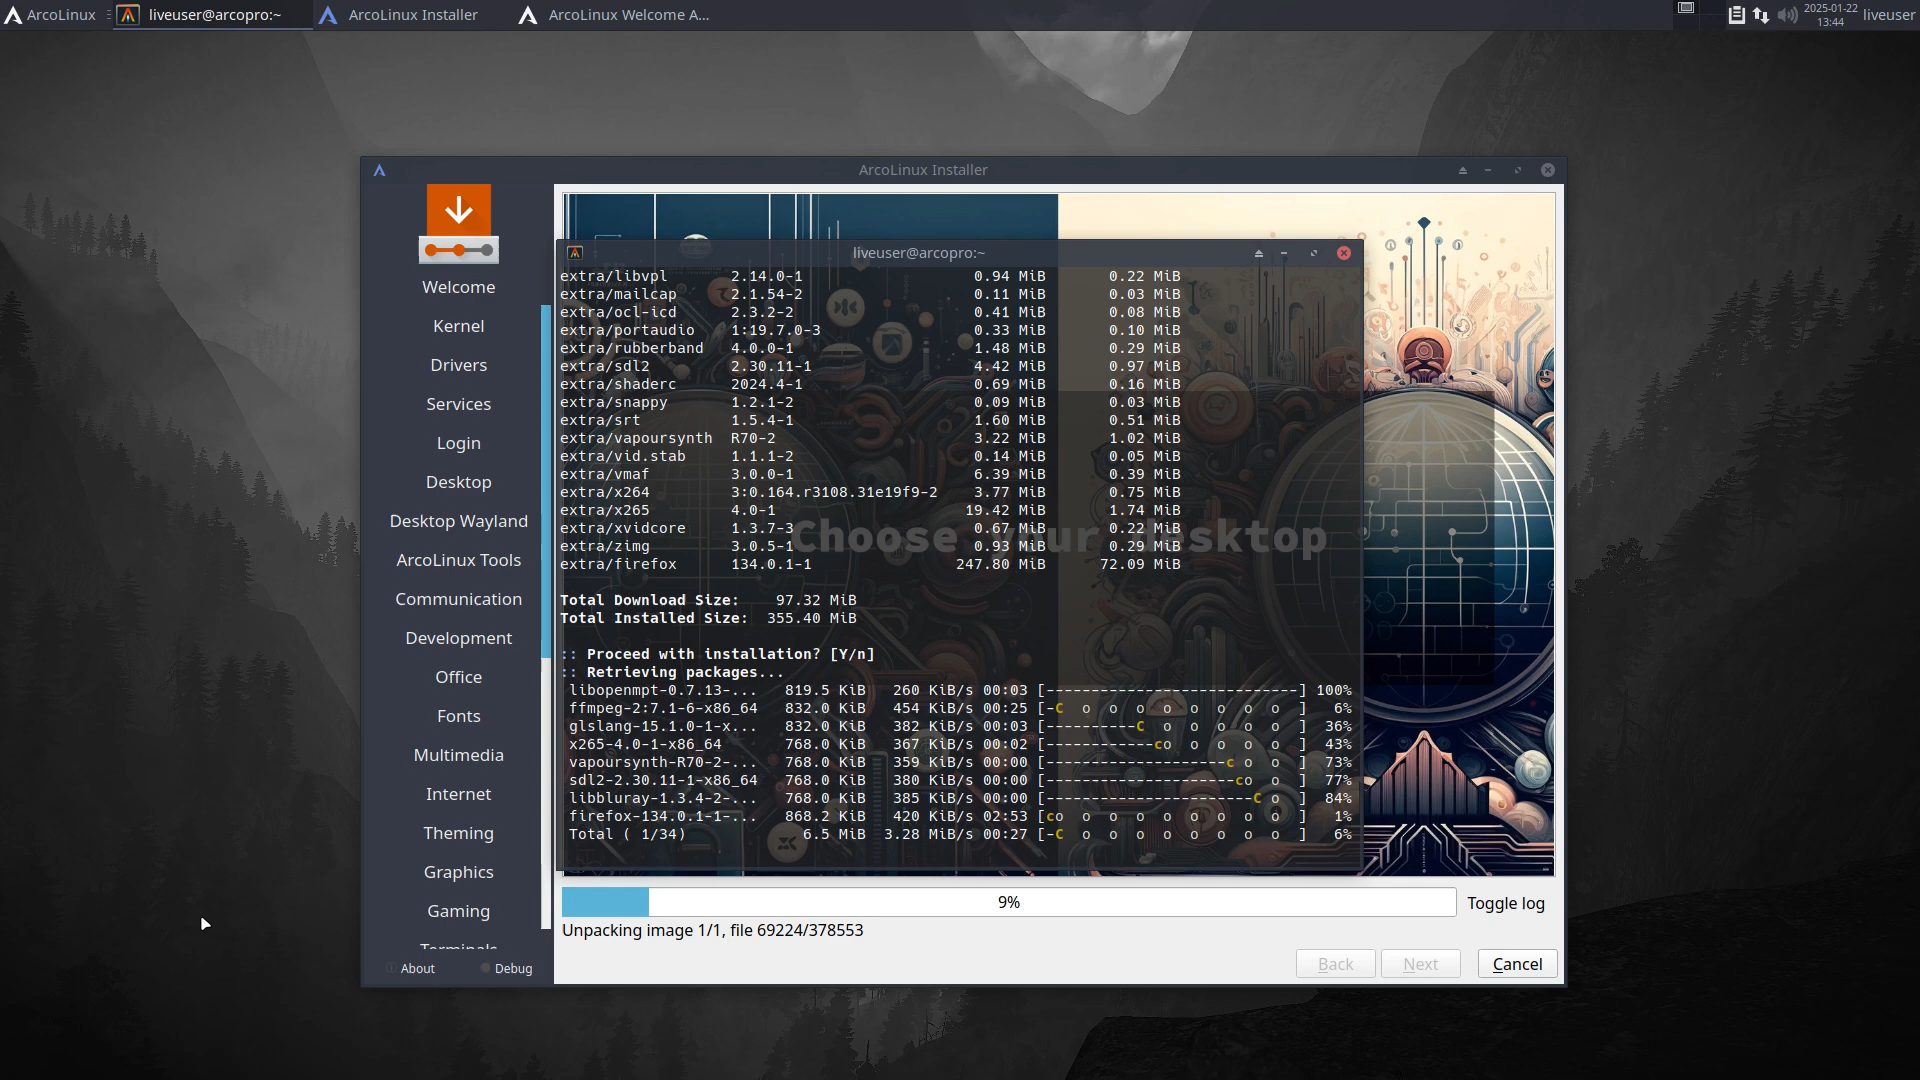 ArcoLinux
liveuser@arcopro:~
ArcoLinux Installer
ArcoLinux Welcome A...
2025-01-22
13:44
liveuser
ArcoLinux Installer
Welcome
Kernel
Drivers
Services
Login
Desktop
Desktop Wayland
ArcoLinux Tools
Communication
Development
Office
Fonts
Multimedia
Internet
Theming
Graphics
Gaming
Terminals
About
Debug
liveuser@arcopro:~
extra/libvpl 2.14.0-1 0.94 MiB 0.22 MiB
extra/mailcap 2.1.54-2 0.11 MiB 0.03 MiB
extra/ocl-icd 2.3.2-2 0.41 MiB 0.08 MiB
extra/portaudio 1:19.7.0-3 0.33 MiB 0.10 MiB
extra/rubberband 4.0.0-1 1.48 MiB 0.29 MiB
extra/sdl2 2.30.11-1 4.42 MiB 0.97 MiB
extra/shaderc 2024.4-1 0.69 MiB 0.16 MiB
extra/snappy 1.2.1-2 0.09 MiB 0.03 MiB
extra/srt 1.5.4-1 1.60 MiB 0.51 MiB
extra/vapoursynth R70-2 3.22 MiB 1.02 MiB
extra/vid.stab 1.1.1-2 0.14 MiB 0.05 MiB
extra/vmaf 3.0.0-1 6.39 MiB 0.39 MiB
extra/x264 3:0.164.r3108.31e19f9-2 3.77 MiB 0.75 MiB
extra/x265 4.0-1 19.42 MiB 1.74 MiB
extra/xvidcore 1.3.7-3 0.67 MiB 0.22 MiB
extra/zimg 3.0.5-1 0.93 MiB 0.29 MiB
extra/firefox 134.0.1-1 247.80 MiB 72.09 MiB
Choose your desktop
Total Download Size: 97.32 MiB
Total Installed Size: 355.40 MiB
:: Proceed with installation? [Y/n]
:: Retrieving packages...
libopenmpt-0.7.13-... 819.5 KiB 260 KiB/s 00:03 [----------------------------] 100%
ffmpeg-2:7.1-6-x86_64 832.0 KiB 454 KiB/s 00:25 [-C  o  o  o  o  o  o  o  o  ] 6%
glslang-15.1.0-1-x... 832.0 KiB 382 KiB/s 00:03 [----------C  o  o  o  o  o  ] 36%
x265-4.0-1-x86_64 768.0 KiB 367 KiB/s 00:02 [------------co  o  o  o  o  ] 43%
vapoursynth-R70-2-... 768.0 KiB 359 KiB/s 00:00 [--------------------c o  o  ] 73%
sdl2-2.30.11-1-x86_64 768.0 KiB 380 KiB/s 00:00 [---------------------co  o  ] 77%
libbluray-1.3.4-2-... 768.0 KiB 385 KiB/s 00:00 [-----------------------C o  ] 84%
firefox-134.0.1-1-... 868.2 KiB 420 KiB/s 02:53 [co  o  o  o  o  o  o  o  o  ] 1%
Total ( 1/34) 6.5 MiB 3.28 MiB/s 00:27 [-C  o  o  o  o  o  o  o  o  ] 6%
9%
Toggle log
Unpacking image 1/1, file 69224/378553
Back
Next
Cancel